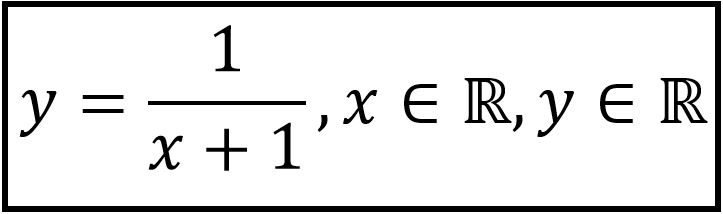 y = 1/(x + 1), x ∈ ℝ, y ∈ ℝ